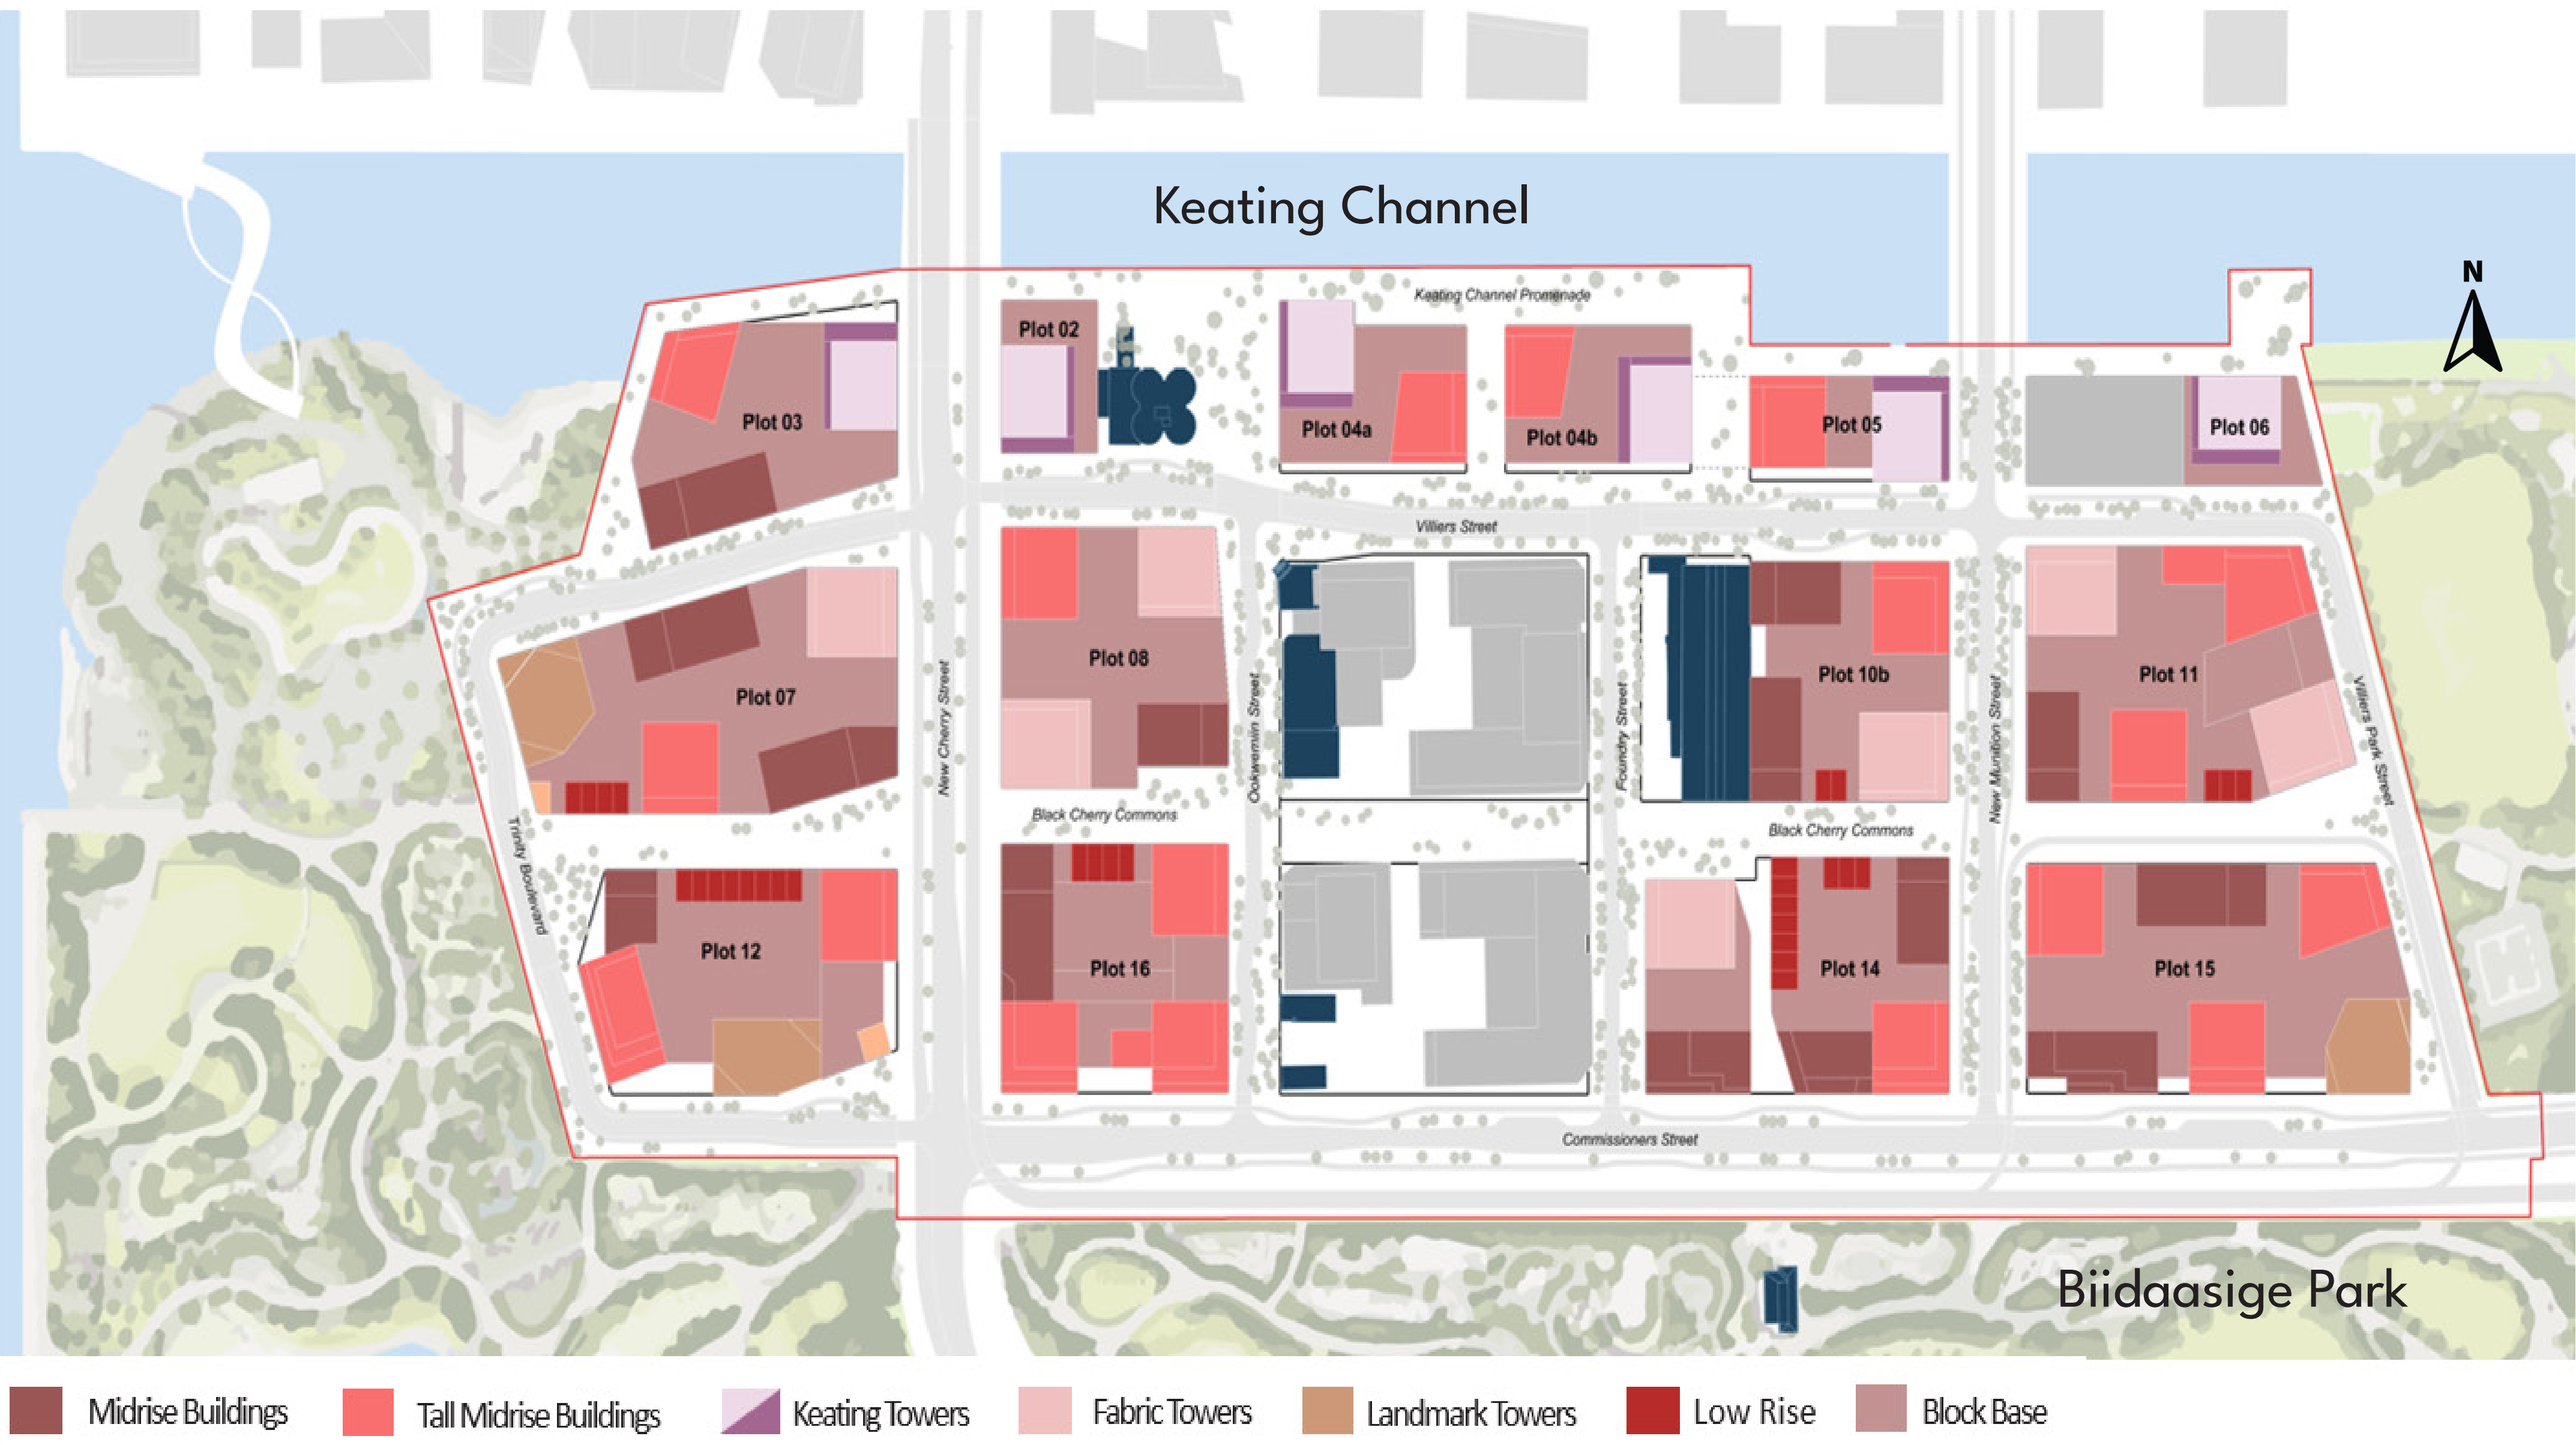 Keating Channel
N
Keating Channel Promenade
Plot 02
Plot 03
Plot 04a
Plot 04b
Plot 05
Plot 06
Villiers Street
Plot 07
Plot 08
Plot 10b
Plot 11
New Cherry Street
Ookwemin Street
Foundry Street
New Munition Street
Villiers Park Street
Black Cherry Commons
Black Cherry Commons
Trinity Boulevard
Plot 12
Plot 16
Plot 14
Plot 15
Commissioners Street
Biidaasige Park
Midrise Buildings
Tall Midrise Buildings
Keating Towers
Fabric Towers
Landmark Towers
Low Rise
Block Base